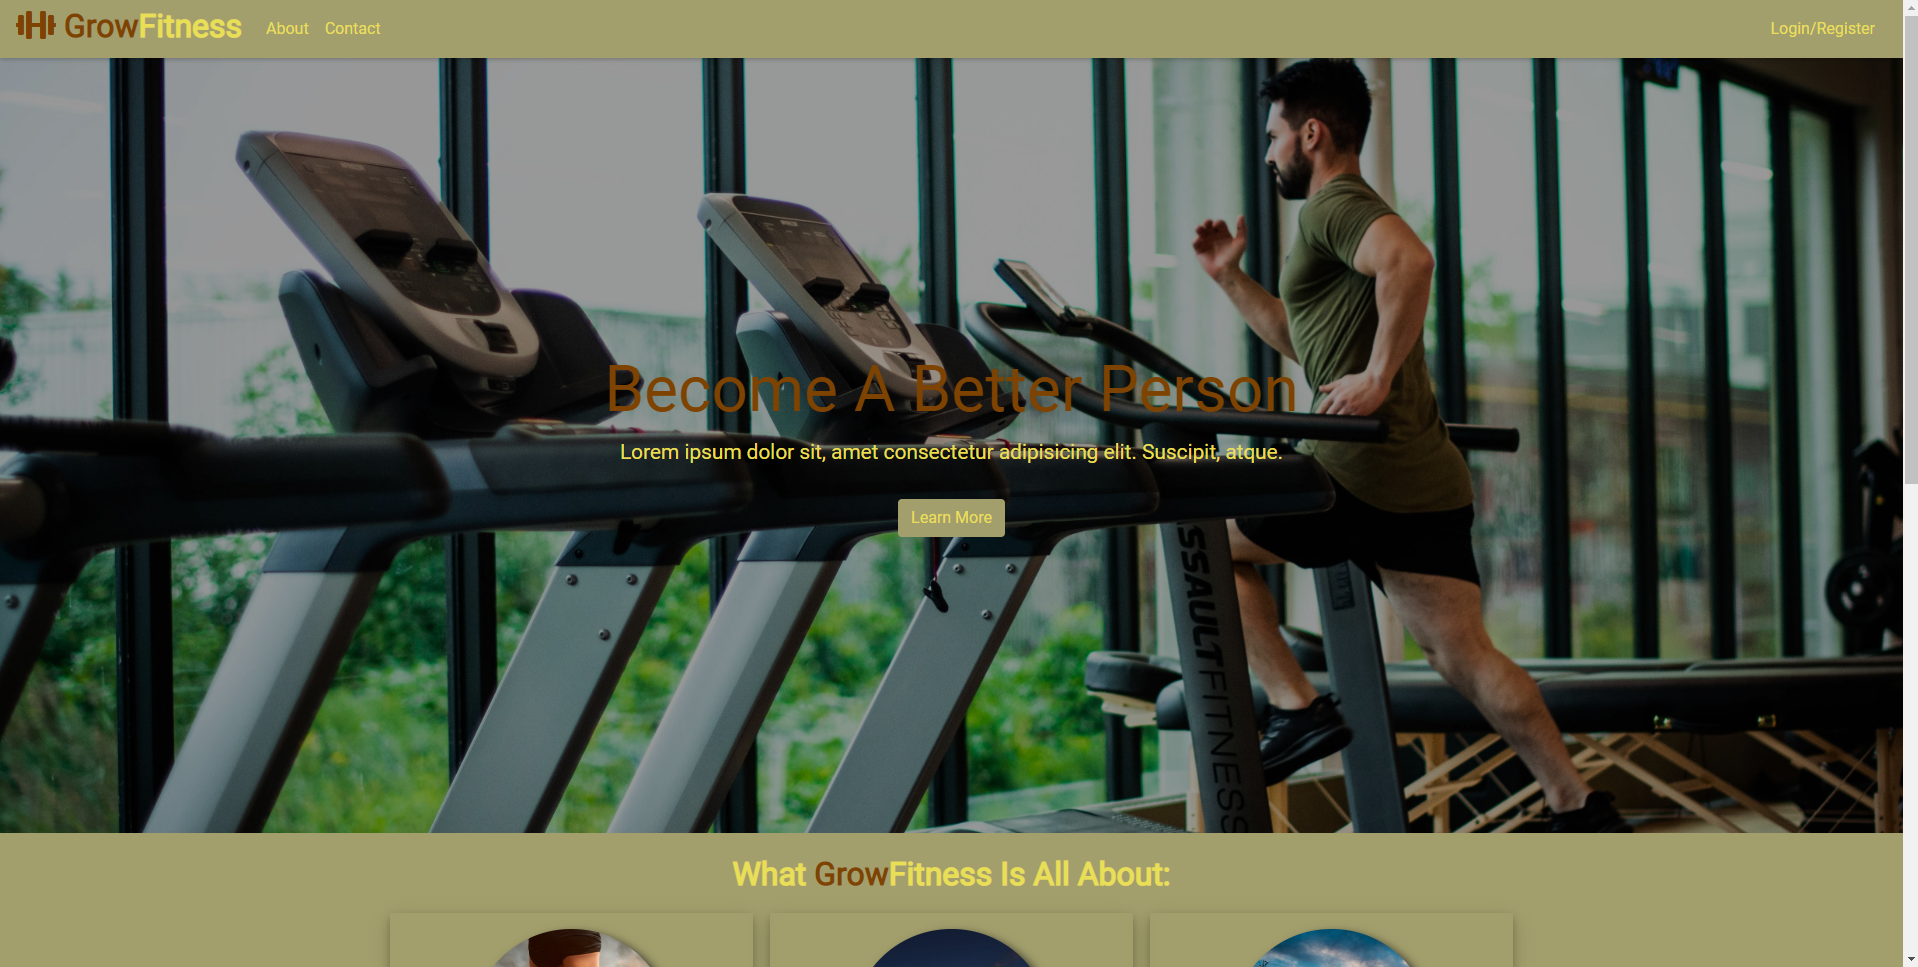 GrowFitness About Contact Login/Register
Become A Better Person
Lorem ipsum dolor sit, amet consectetur adipisicing elit. Suscipit, atque.
Learn More
SSAULTFITNESS
What GrowFitness Is All About: